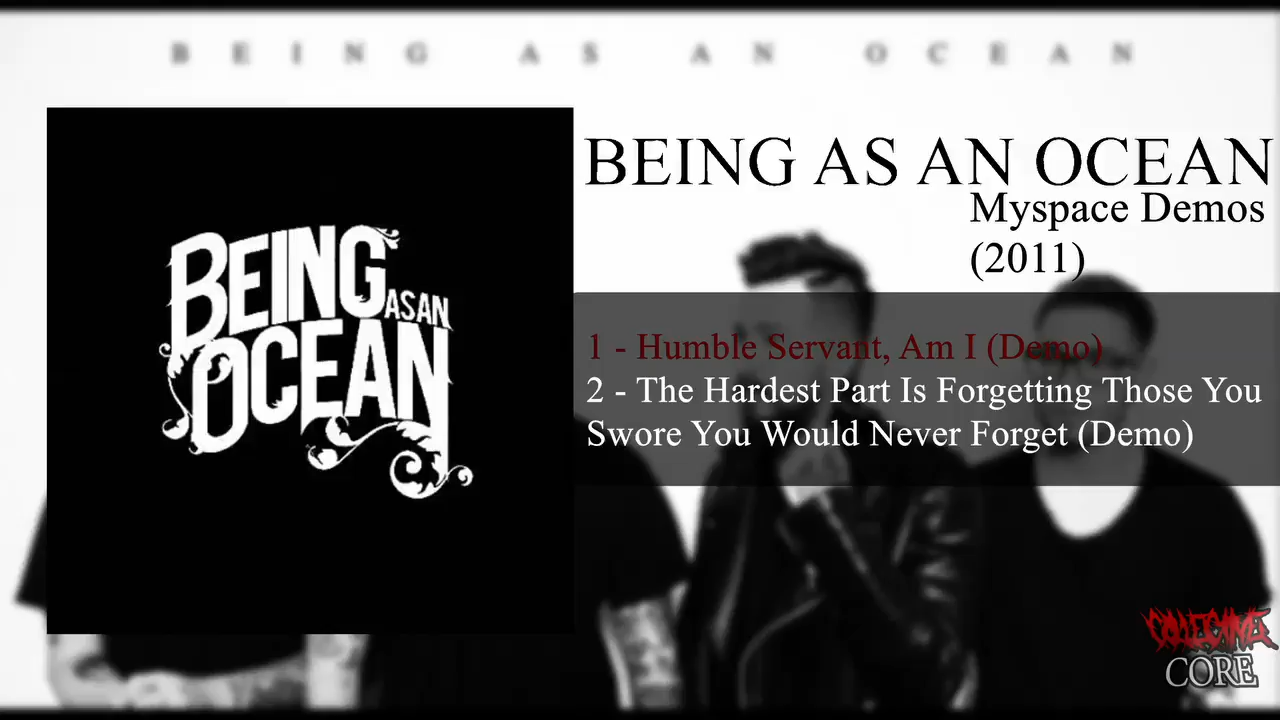 BEING AS AN OCEAN
BEING AS AN OCEAN
Myspace Demos
(2011)
BEING
AS AN
OCEAN
1 - Humble Servant, Am I (Demo)
2 - The Hardest Part Is Forgetting Those You
Swore You Would Never Forget (Demo)
CORE